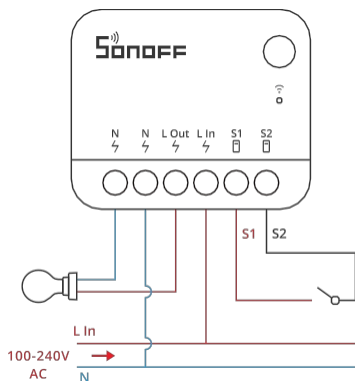 SONOFF
N N L Out L In S1 S2
S1 S2
L In
100-240V
AC
N